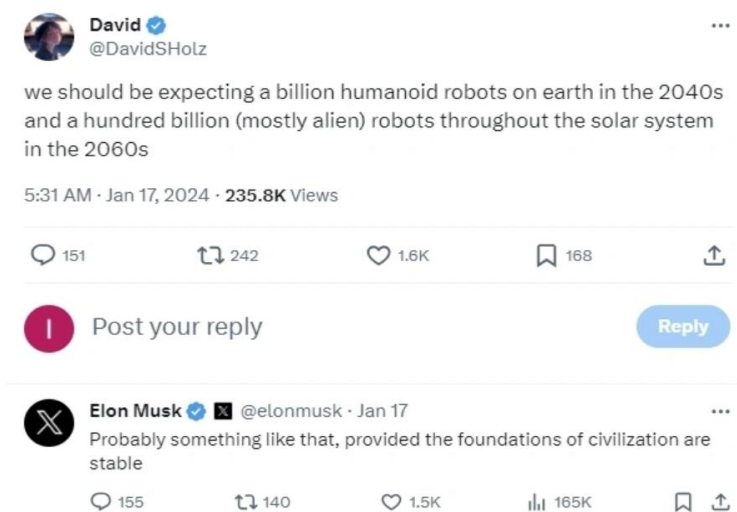 David
@DavidSHolz
we should be expecting a billion humanoid robots on earth in the 2040s
and a hundred billion (mostly alien) robots throughout the solar system
in the 2060s
5:31 AM · Jan 17, 2024 · 235.8K Views
151 242 1.6K 168
I Post your reply Reply
Elon Musk X @elonmusk · Jan 17
Probably something like that, provided the foundations of civilization are
stable
155 140 1.5K 165K